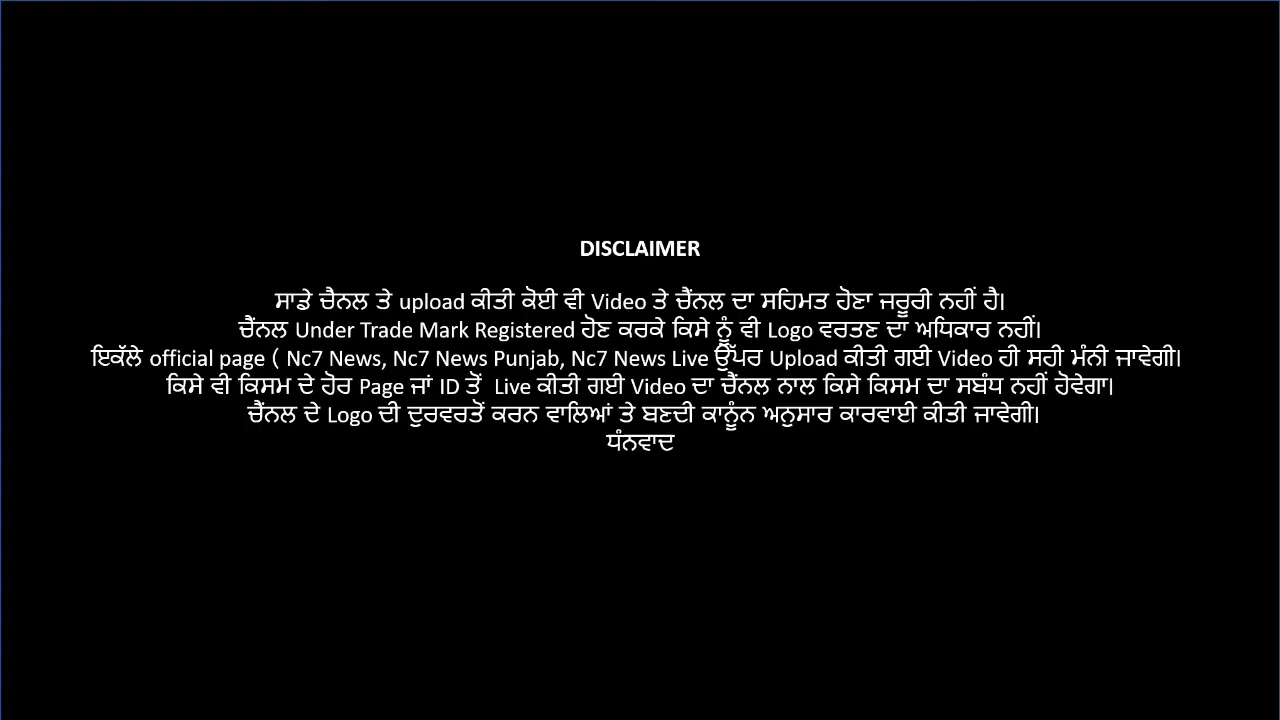 DISCLAIMER
ਸਾਡੇ ਚੈਨਲ ਤੇ upload ਕੀਤੀ ਕੋਈ ਵੀ Video ਤੇ ਚੈੱਨਲ ਦਾ ਸਹਿਮਤ ਹੋਣਾ ਜਰੂਰੀ ਨਹੀਂ ਹੈ।
ਚੈੱਨਲ Under Trade Mark Registered ਹੋਣ ਕਰਕੇ ਕਿਸੇ ਨੂੰ ਵੀ Logo ਵਰਤਣ ਦਾ ਅਧਿਕਾਰ ਨਹੀਂ।
ਇਕੱਲੇ official page ( Nc7 News, Nc7 News Punjab, Nc7 News Live ਉੱਪਰ Upload ਕੀਤੀ ਗਈ Video ਹੀ ਸਹੀ ਮੰਨੀ ਜਾਵੇਗੀ।
ਕਿਸੇ ਵੀ ਕਿਸਮ ਦੇ ਹੋਰ Page ਜਾਂ ID ਤੋਂ Live ਕੀਤੀ ਗਈ Video ਦਾ ਚੈੱਨਲ ਨਾਲ ਕਿਸੇ ਕਿਸਮ ਦਾ ਸਬੰਧ ਨਹੀਂ ਹੋਵੇਗਾ।
ਚੈੱਨਲ ਦੇ Logo ਦੀ ਦੁਰਵਰਤੋਂ ਕਰਨ ਵਾਲਿਆਂ ਤੇ ਬਣਦੀ ਕਾਨੂੰਨ ਅਨੁਸਾਰ ਕਾਰਵਾਈ ਕੀਤੀ ਜਾਵੇਗੀ।
ਧੰਨਵਾਦ